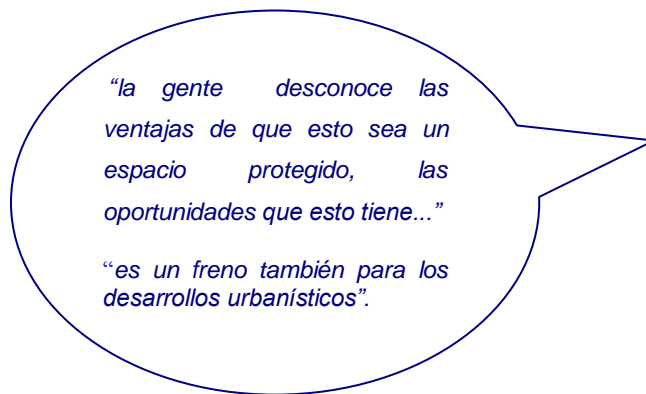 “la gente desconoce las
ventajas de que esto sea un
espacio protegido, las
oportunidades que esto tiene...”
“es un freno también para los
desarrollos urbanísticos”.